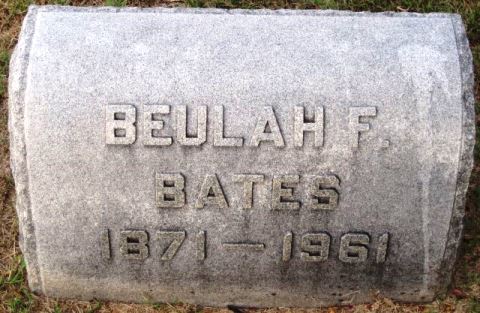 BEULAH F.
BATES
1871 — 1961